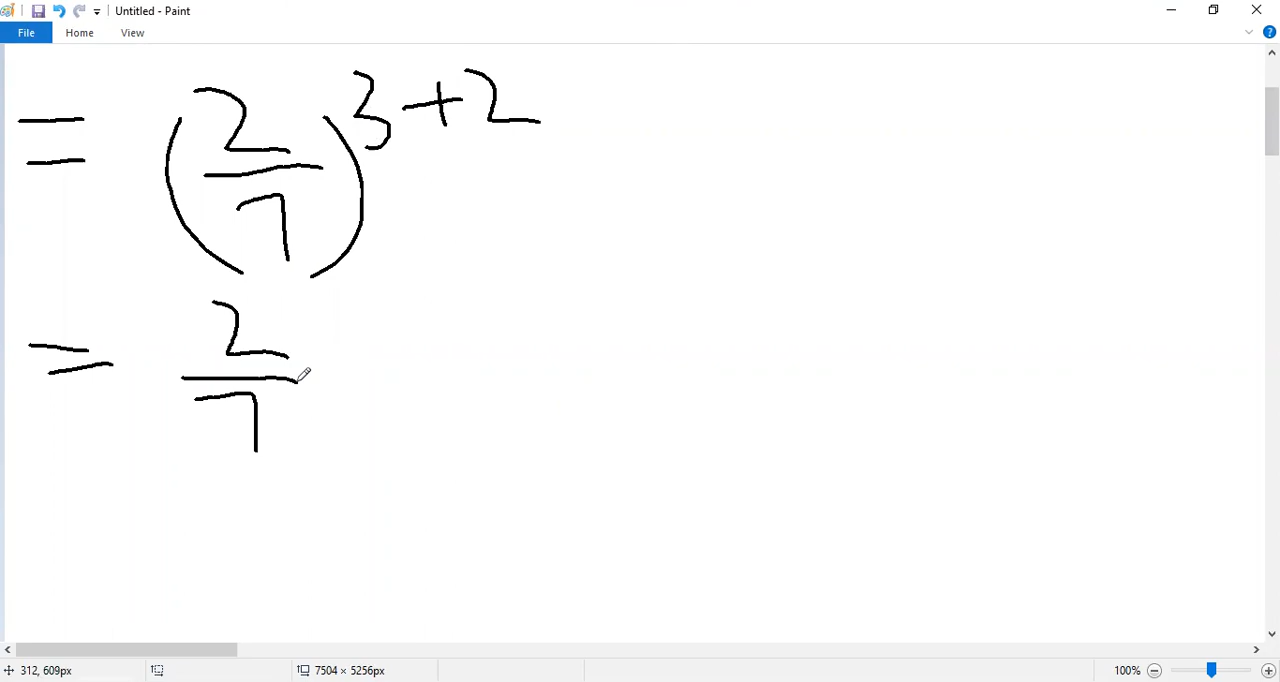 Untitled - Paint
File Home View
= (2/7)^3+2
= 2/7
312, 609px 7504 × 5256px 100%